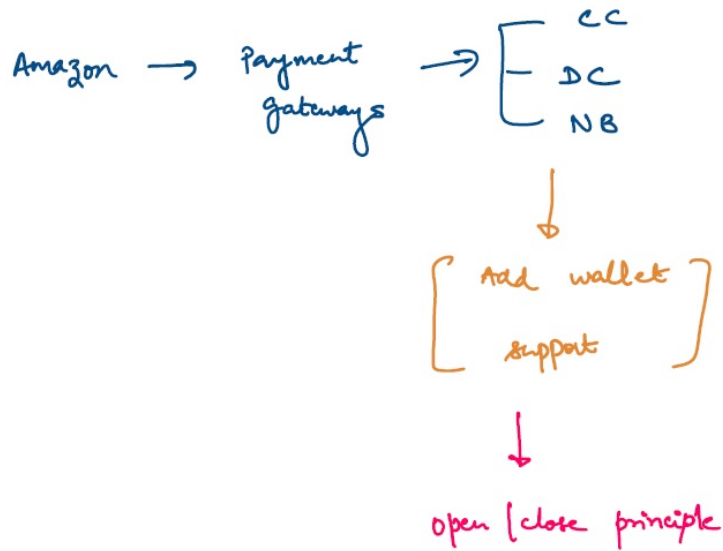 Amazon → Payment
gateways →
CC
DC
NB
Add wallet
support
open / close principle